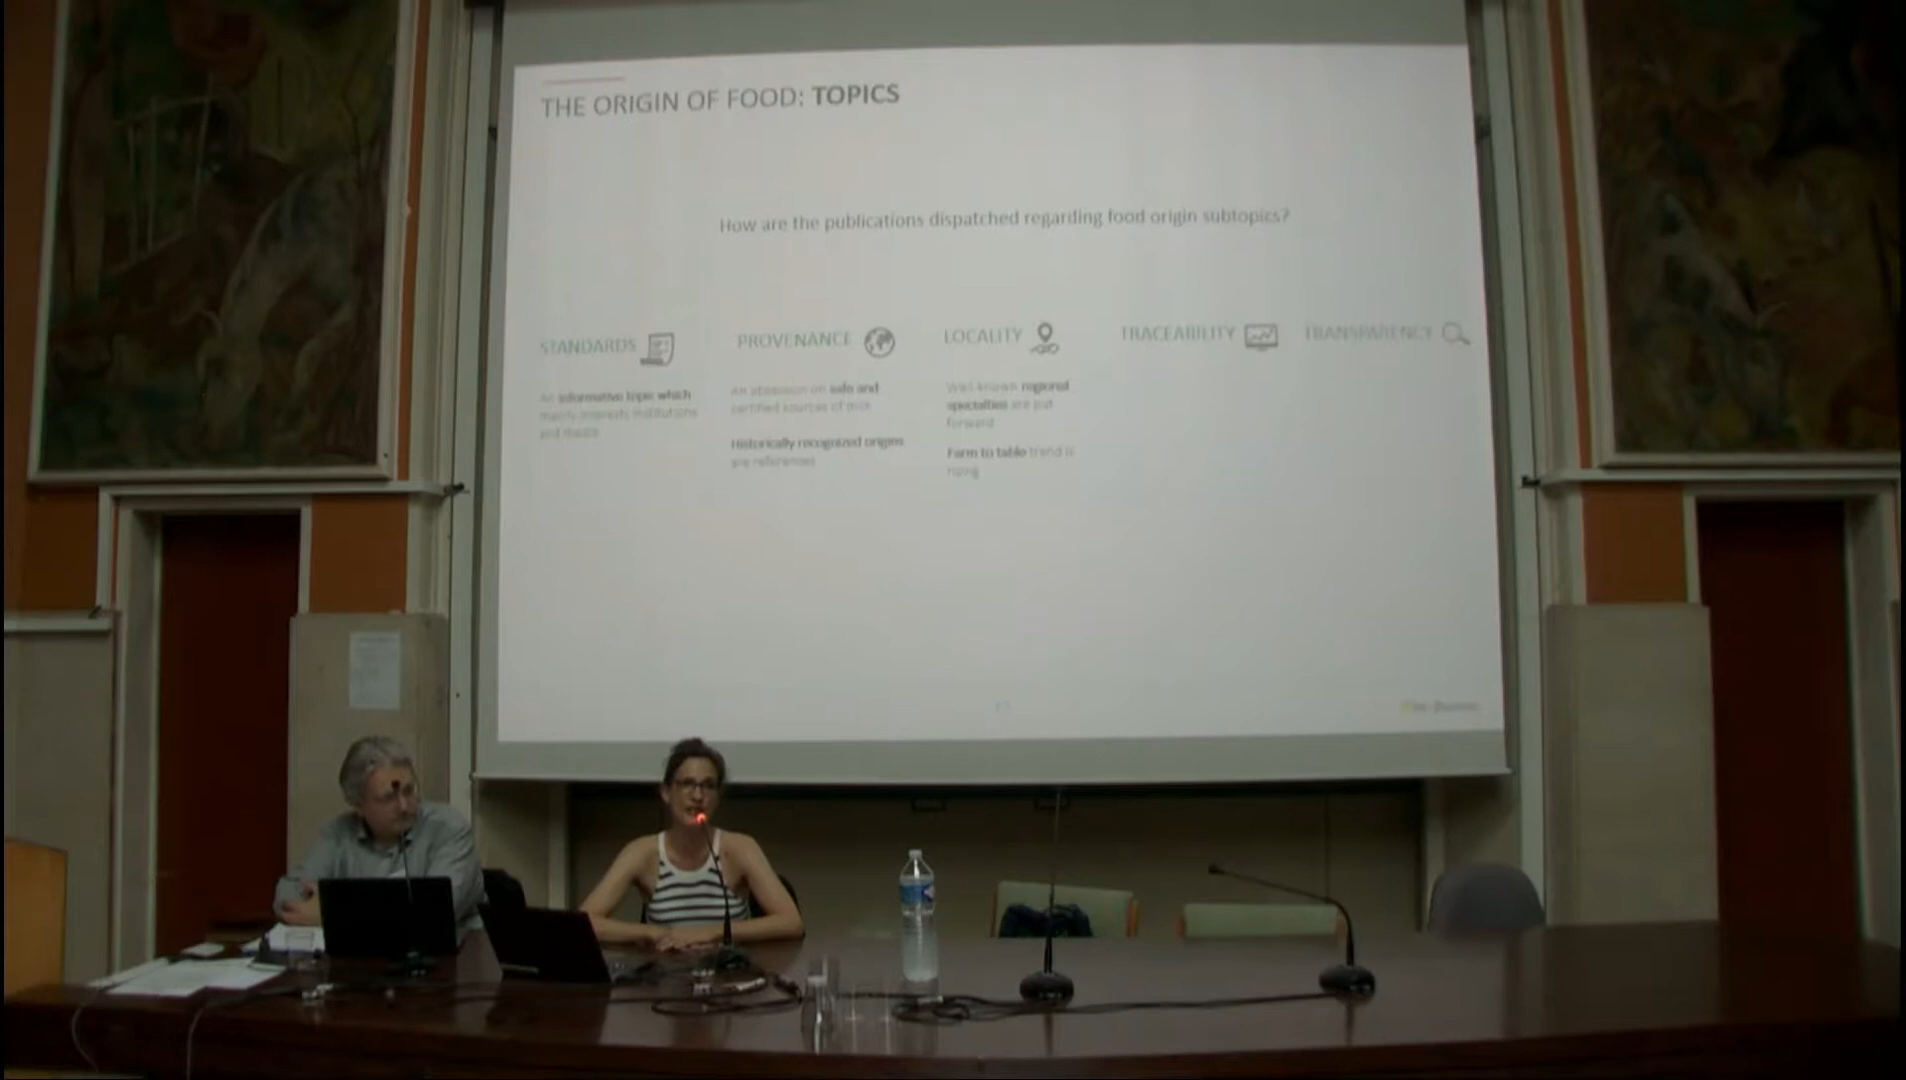 THE ORIGIN OF FOOD: TOPICS
How are the publications dispatched regarding food origin subtopics?
STANDARDS
An informative topic which
mainly interests institutions
and media
PROVENANCE
An obsession on safe and
certified sources of milk
Historically recognized origins
are references
LOCALITY
Well-known regional
specialties are put
forward
Farm to table trend is
rising
TRACEABILITY
TRANSPARENCY